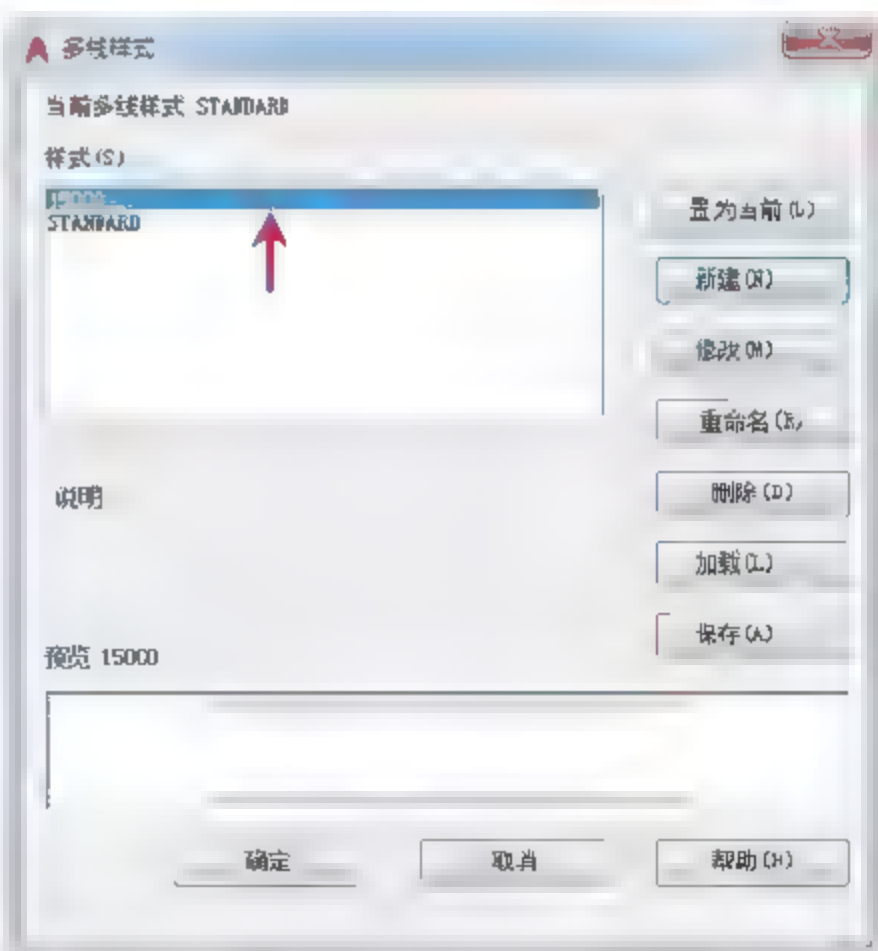 多线样式
当前多线样式 STANDARD
样式(S)
15000
STANDARD
置为当前(U)
新建(N)
修改(M)
重命名(R)
删除(D)
加载(L)
保存(A)
说明
预览 15000
确定
取消
帮助(H)